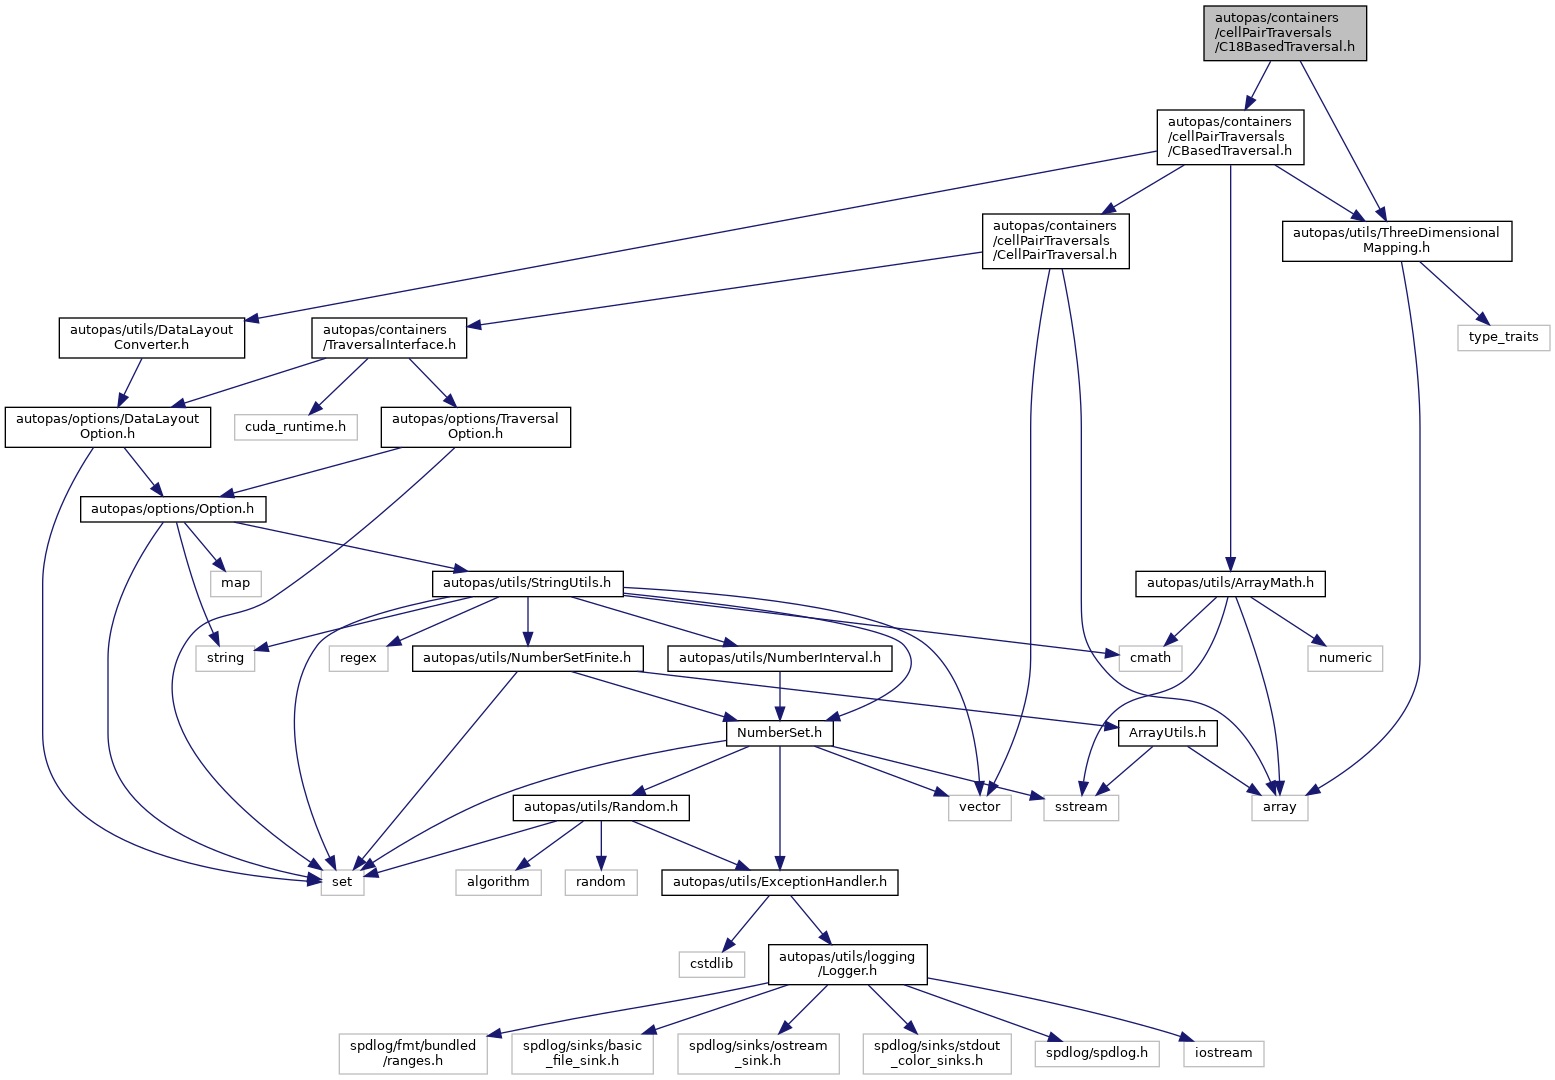 autopas/containers
/cellPairTraversals
/C18BasedTraversal.h
autopas/containers
/cellPairTraversals
/CBasedTraversal.h
autopas/containers
/cellPairTraversals
/CellPairTraversal.h
autopas/utils/ThreeDimensional
Mapping.h
autopas/utils/DataLayout
Converter.h
autopas/containers
/TraversalInterface.h
type_traits
autopas/options/DataLayout
Option.h
cuda_runtime.h
autopas/options/Traversal
Option.h
autopas/options/Option.h
map
autopas/utils/StringUtils.h
autopas/utils/ArrayMath.h
string
regex
autopas/utils/NumberSetFinite.h
autopas/utils/NumberInterval.h
cmath
numeric
NumberSet.h
ArrayUtils.h
autopas/utils/Random.h
vector
sstream
array
set
algorithm
random
autopas/utils/ExceptionHandler.h
cstdlib
autopas/utils/logging
/Logger.h
spdlog/fmt/bundled
/ranges.h
spdlog/sinks/basic
_file_sink.h
spdlog/sinks/ostream
_sink.h
spdlog/sinks/stdout
_color_sinks.h
spdlog/spdlog.h
iostream